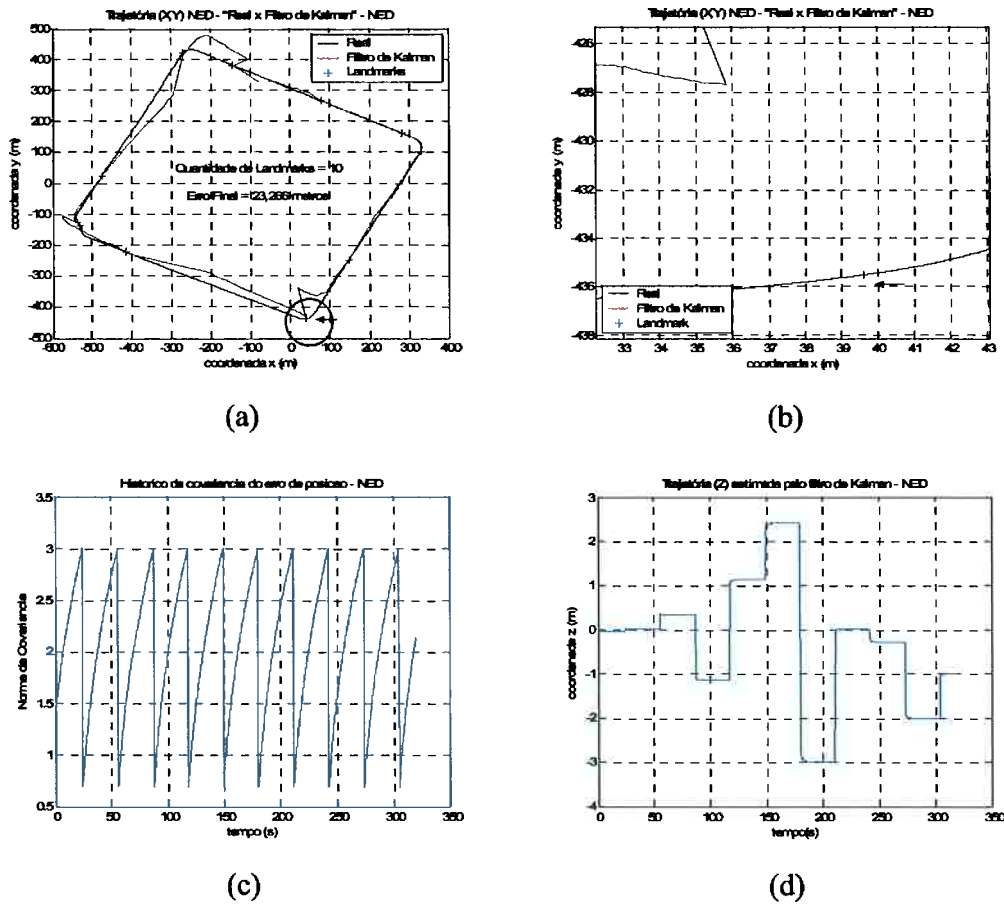 Trajetória (XY) NED - "Real x Filtro de Kalman" - NED
500
400
300
200
100
0
-100
-200
-300
-400
-500
coordenada y (m)
Real
Filtro de Kalman
Landmarks
Quantidade de Landmarks = 10
Erro Final = 123,266 metros
-600 -500 -400 -300 -200 -100 0 100 200 300 400
coordenada x (m)
(a)
Trajetória (XY) NED - "Real x Filtro de Kalman" - NED
-426
-428
-430
-432
-434
-436
-438
coordenada y (m)
Real
Filtro de Kalman
Landmark
33 34 35 36 37 38 39 40 41 42 43
coordenada x (m)
(b)
Historico da covariancia do erro de posicao - NED
3.5
3
2.5
2
1.5
1
0.5
Norma da Covariancia
0 50 100 150 200 250 300 350
tempo (s)
(c)
Trajetória (Z) estimada pelo filtro de Kalman - NED
3
2
1
0
-1
-2
-3
-4
coordenada z (m)
0 50 100 150 200 250 300 350
tempo(s)
(d)